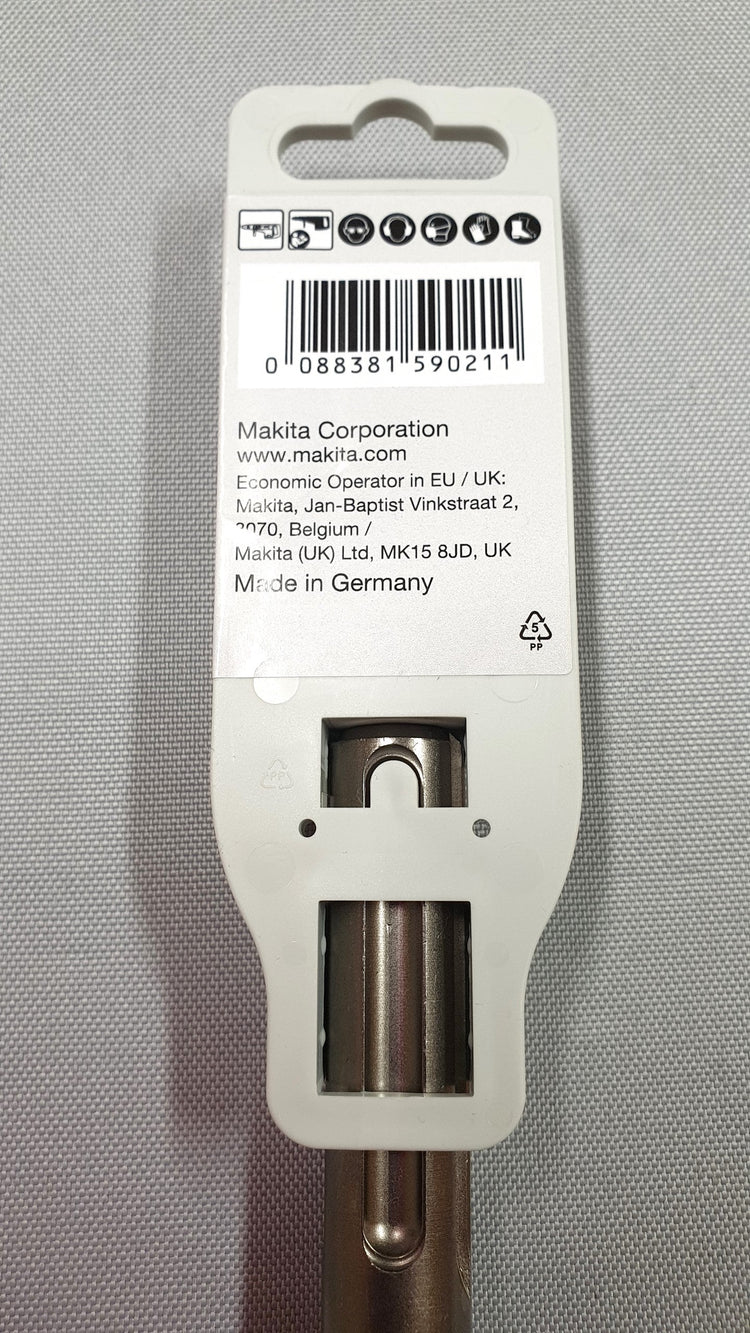 0 088381 590211
Makita Corporation
www.makita.com
Economic Operator in EU / UK:
Makita, Jan-Baptist Vinkstraat 2,
3070, Belgium /
Makita (UK) Ltd, MK15 8JD, UK
Made in Germany
5
PP
PP